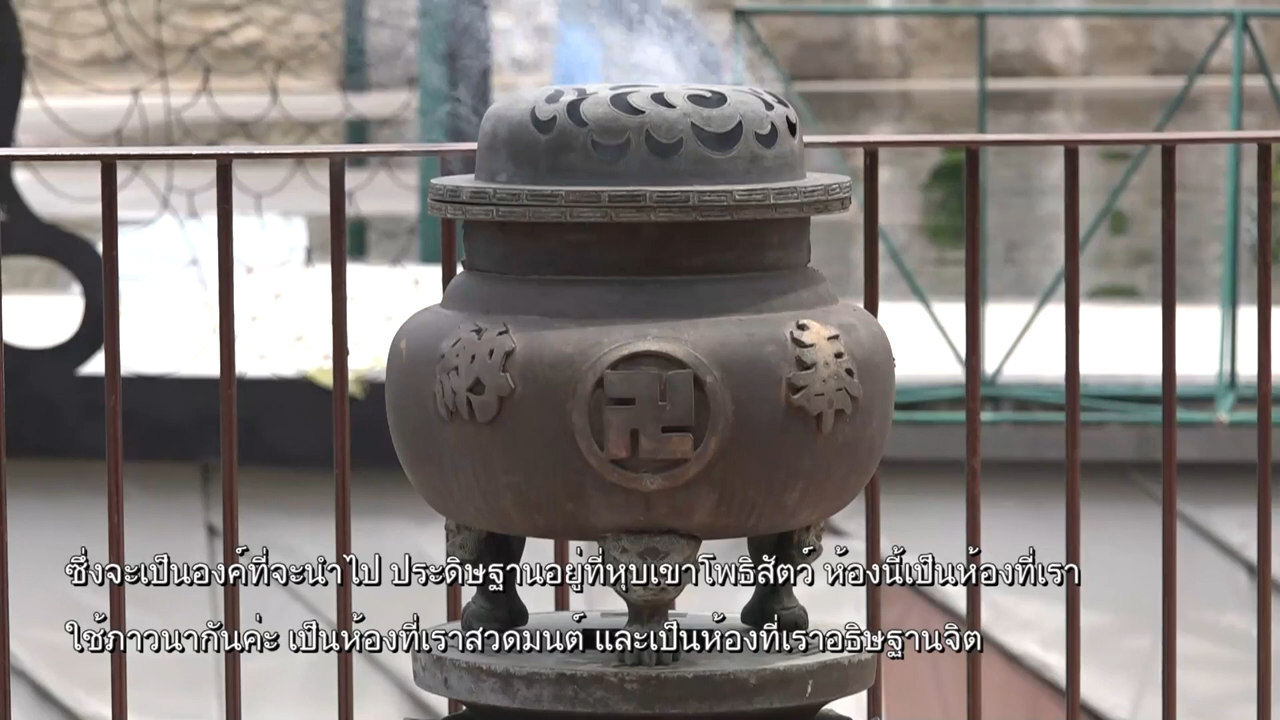 奉 卍 獻
ซึ่งจะเป็นองค์ที่จะนำไป ประดิษฐานอยู่ที่หุบเขาโพธิสัตว์ ห้องนี้เป็นห้องที่เรา
ใช้ภาวนากันค่ะ เป็นห้องที่เราสวดมนต์ และเป็นห้องที่เราอธิษฐานจิต